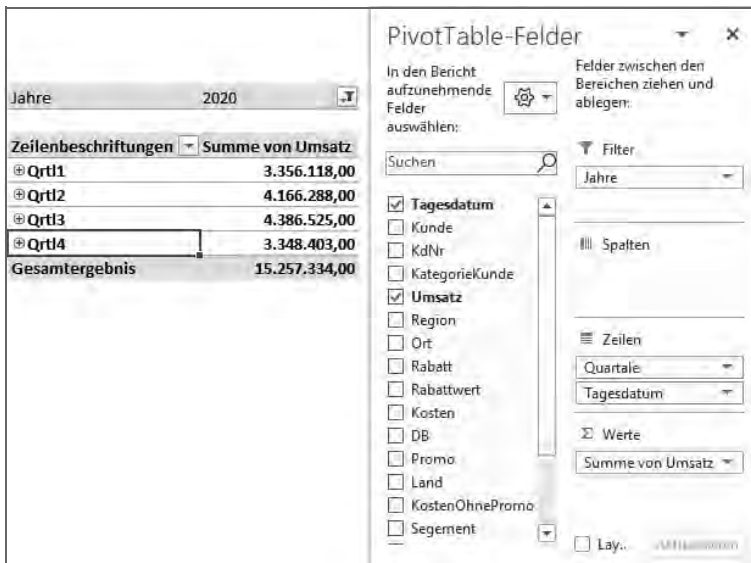 Jahre 2020
Zeilenbeschriftungen Summe von Umsatz
Qrtl1 3.356.118,00
Qrtl2 4.166.288,00
Qrtl3 4.386.525,00
Qrtl4 3.348.403,00
Gesamtergebnis 15.257.334,00
PivotTable-Felder
In den Bericht
aufzunehmende
Felder
auswählen:
Suchen
Tagesdatum
Kunde
KdNr
KategorieKunde
Umsatz
Region
Ort
Rabatt
Rabattwert
Kosten
DB
Promo
Land
KostenOhnePromo
Segement
Felder zwischen den
Bereichen ziehen und
ablegen:
Filter
Jahre
Spalten
Zeilen
Quartale
Tagesdatum
Σ Werte
Summe von Umsatz
Lay..
Aktualisieren